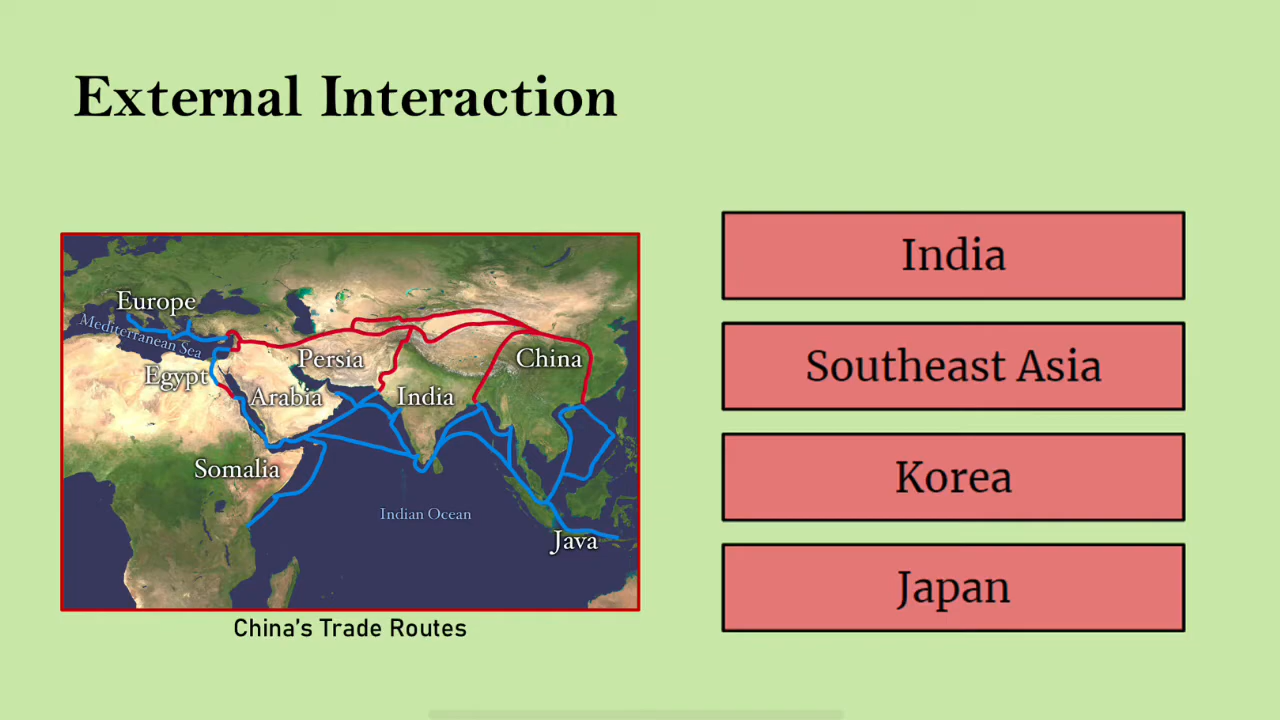 External Interaction
Europe
Mediterranean Sea
Egypt
Persia
Arabia
India
China
Somalia
Indian Ocean
Java
China's Trade Routes
India
Southeast Asia
Korea
Japan